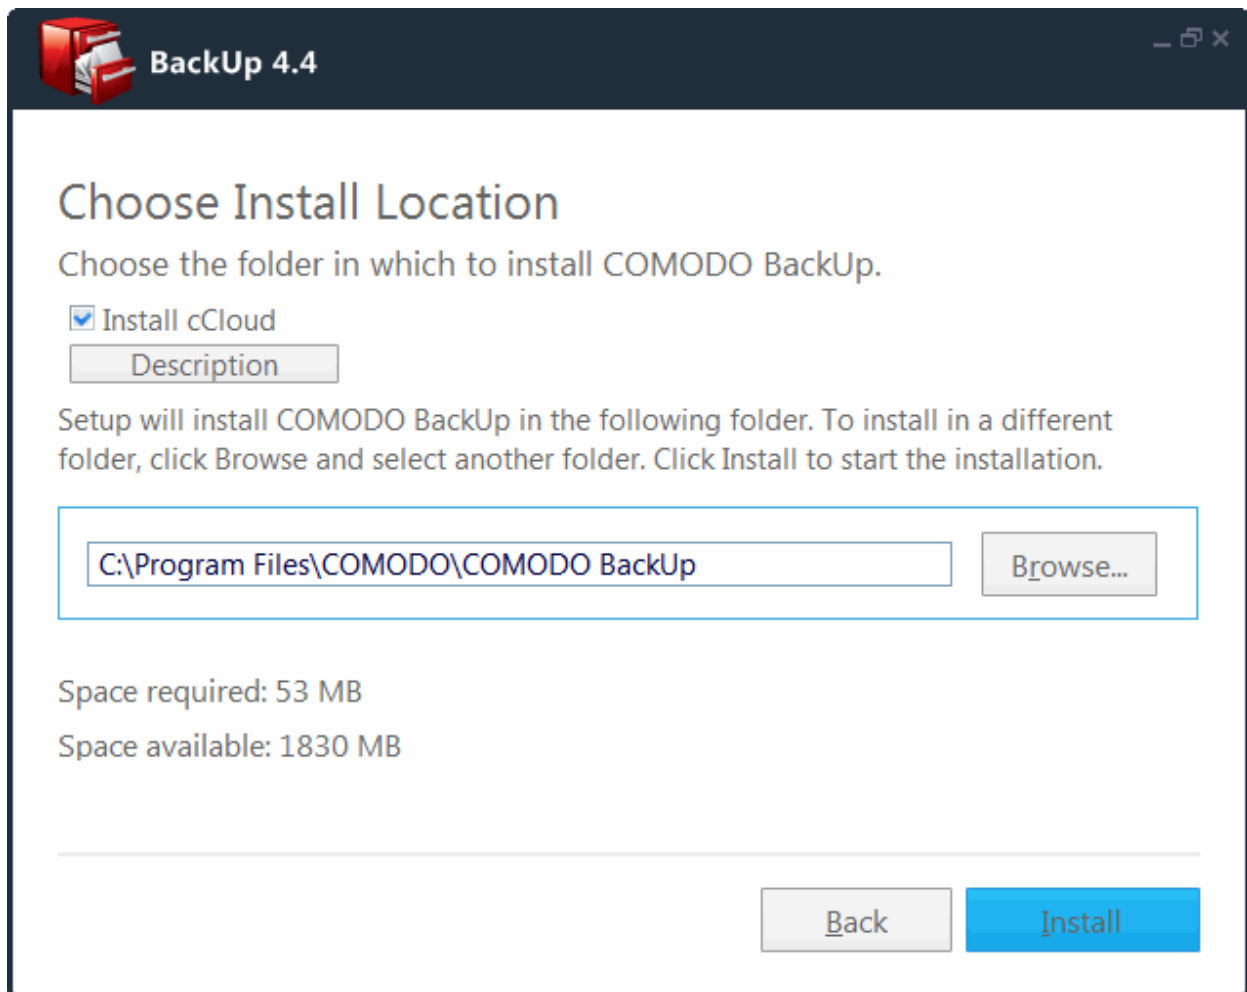 BackUp 4.4
Choose Install Location
Choose the folder in which to install COMODO BackUp.
Install cCloud
Description
Setup will install COMODO BackUp in the following folder. To install in a different
folder, click Browse and select another folder. Click Install to start the installation.
C:\Program Files\COMODO\COMODO BackUp
Browse...
Space required: 53 MB
Space available: 1830 MB
Back
Install